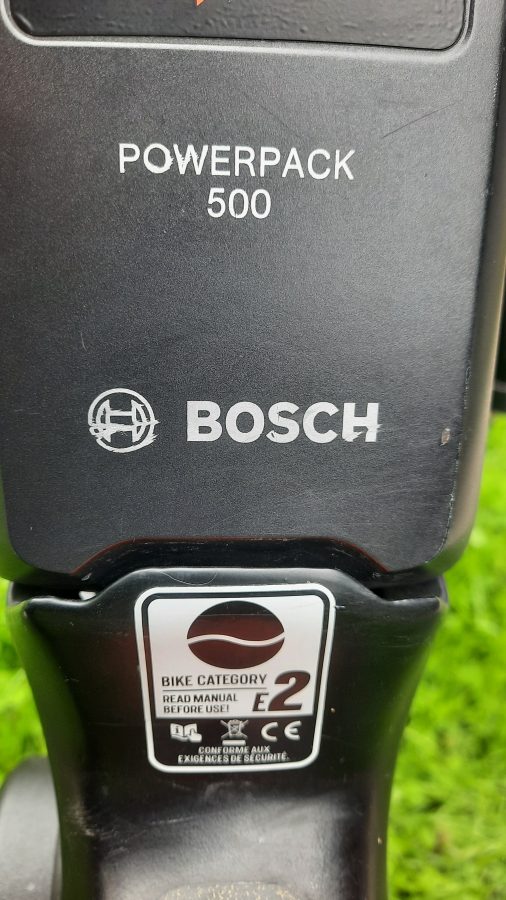 POWERPACK
500
BOSCH
BIKE CATEGORY
READ MANUAL
BEFORE USE!
E2
CE
CONFORME AUX
EXIGENCES DE SÉCURITÉ.